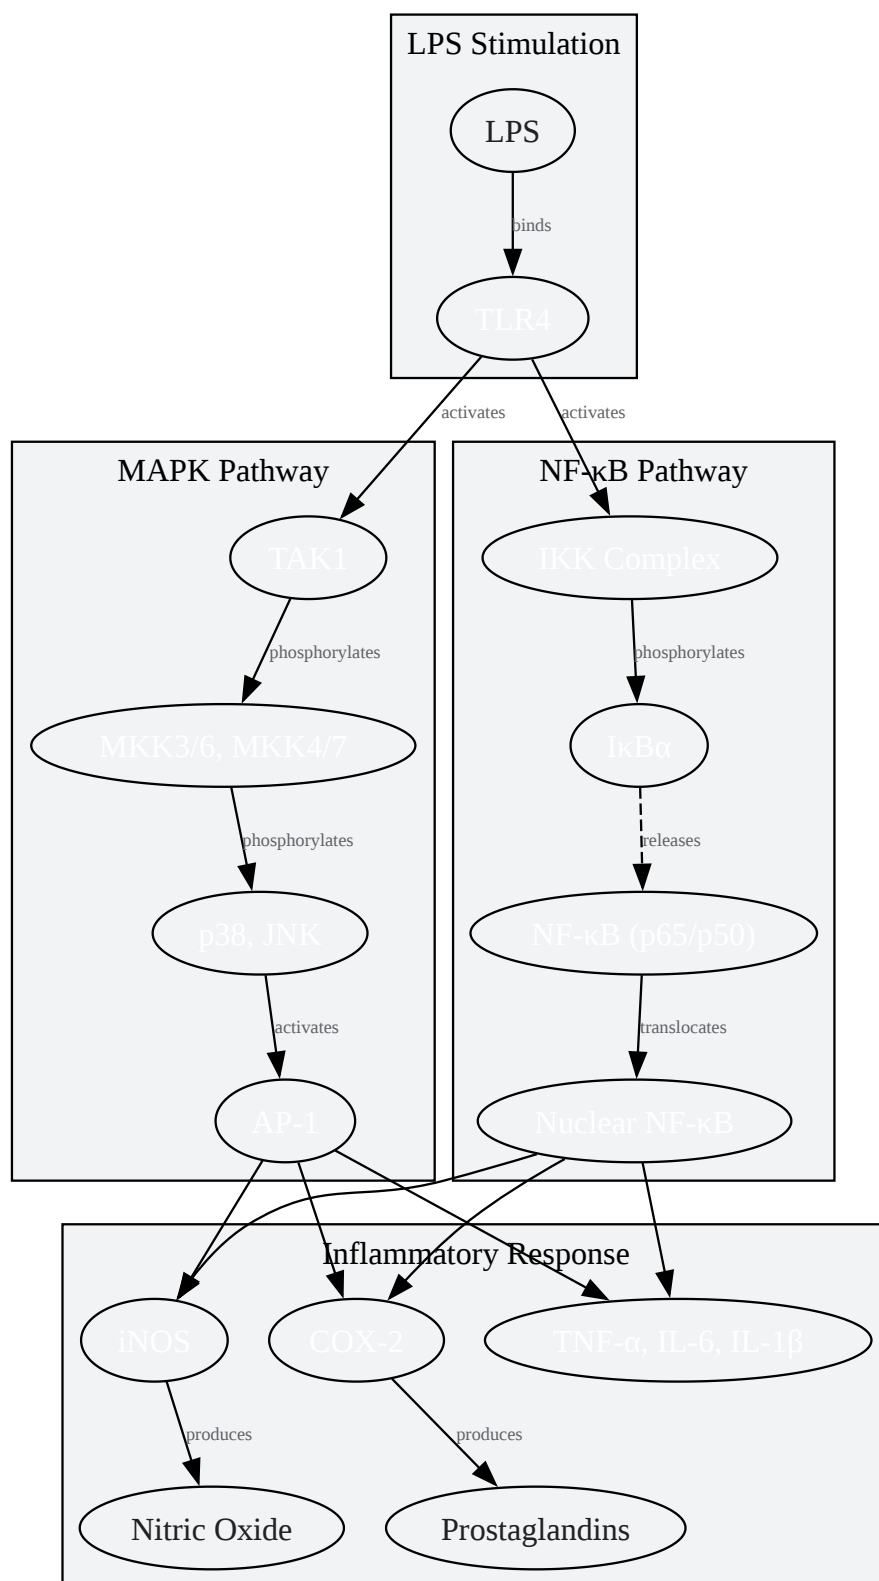 LPS Stimulation
LPS
binds
TLR4
activates
activates
MAPK Pathway
NF-κB Pathway
TAK1
IKK Complex
phosphorylates
phosphorylates
MKK3/6, MKK4/7
IκBα
phosphorylates
releases
p38, JNK
NF-κB (p65/p50)
activates
translocates
AP-1
Nuclear NF-κB
Inflammatory Response
iNOS
COX-2
TNF-α, IL-6, IL-1β
produces
produces
Nitric Oxide
Prostaglandins